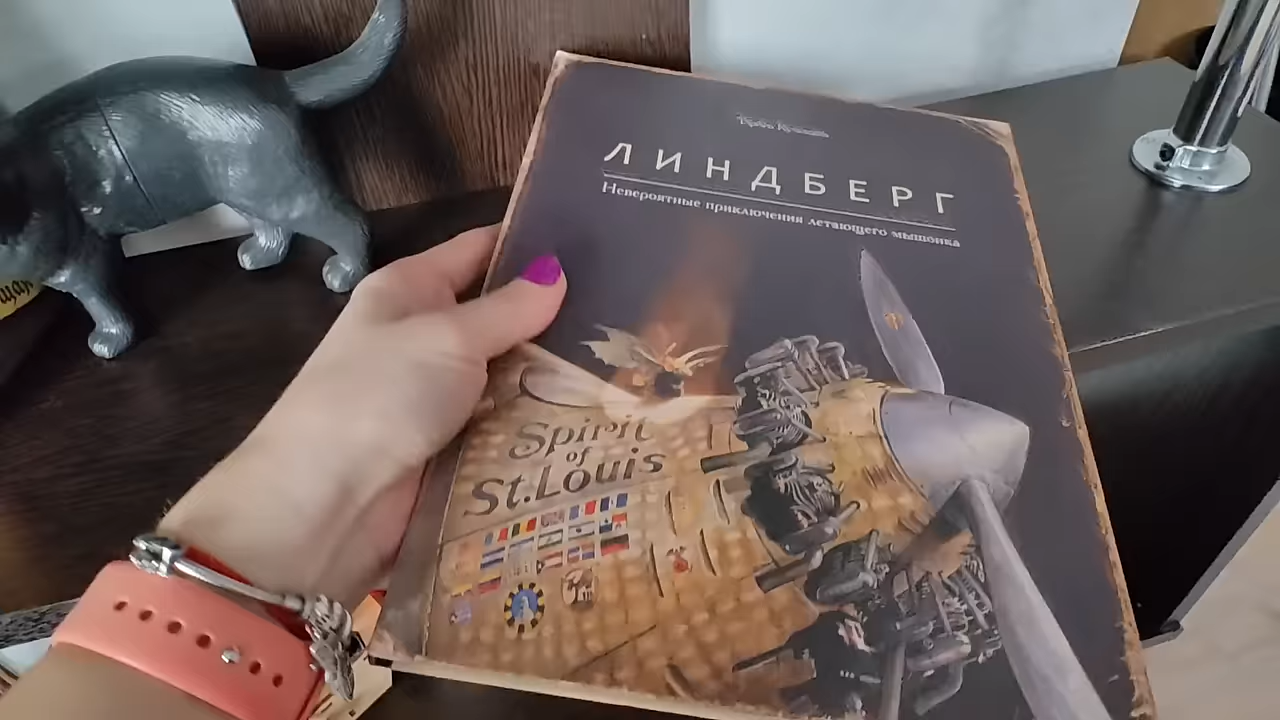 ЛИНДБЕРГ
Невероятные приключения летающего мышонка
Spirit
of
St.Louis